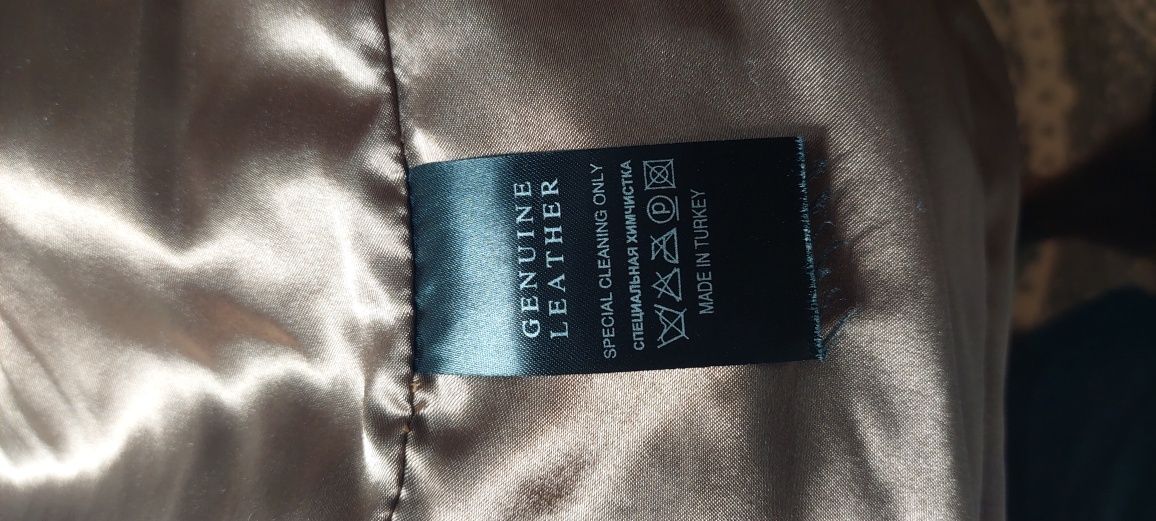 GENUINE
LEATHER
SPECIAL CLEANING ONLY
СПЕЦИАЛЬНАЯ ХИМЧИСТКА
P
MADE IN TURKEY